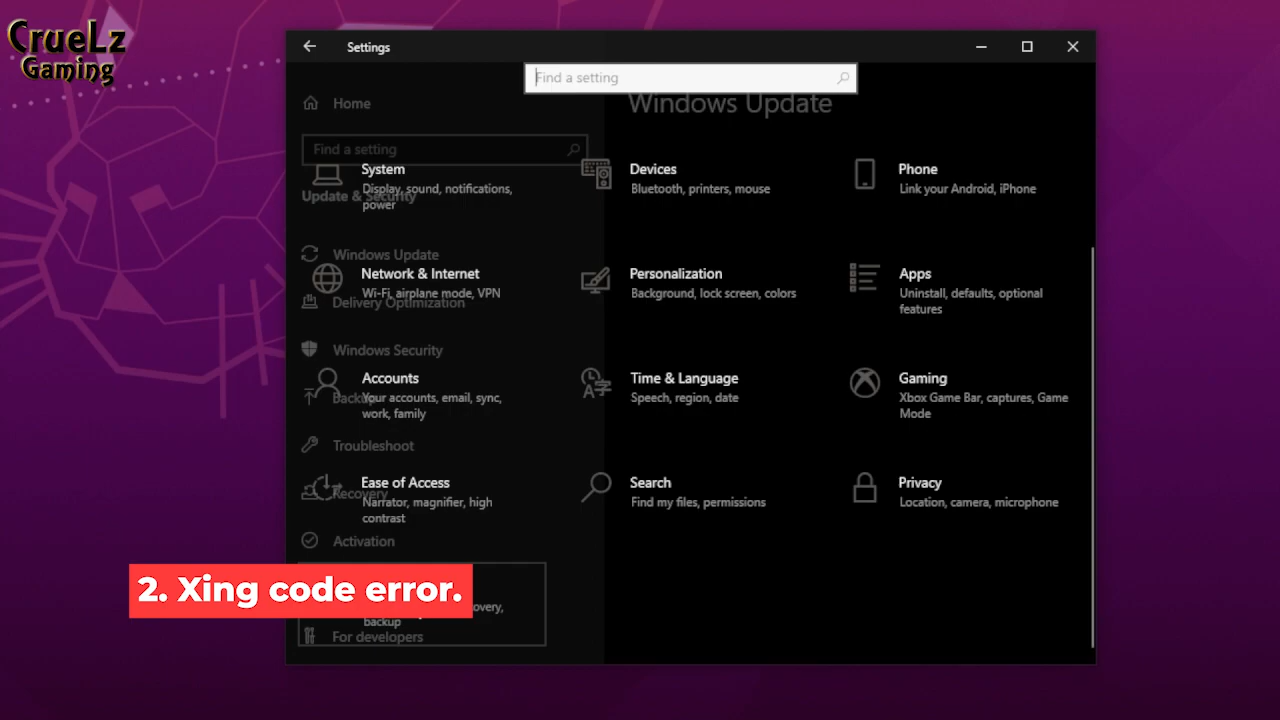 CrueLz
Gaming
Settings
Find a setting
Home
Windows Update
Find a setting
System
Display, sound, notifications,
power
Devices
Bluetooth, printers, mouse
Phone
Link your Android, iPhone
Update & Security
Windows Update
Network & Internet
Wi-Fi, airplane mode, VPN
Personalization
Background, lock screen, colors
Apps
Uninstall, defaults, optional
features
Delivery Optimization
Windows Security
Accounts
Your accounts, email, sync,
work, family
Time & Language
Speech, region, date
Gaming
Xbox Game Bar, captures, Game
Mode
Backup
Troubleshoot
Ease of Access
Narrator, magnifier, high
contrast
Search
Find my files, permissions
Privacy
Location, camera, microphone
Recovery
Activation
2. Xing code error.
backup
For developers